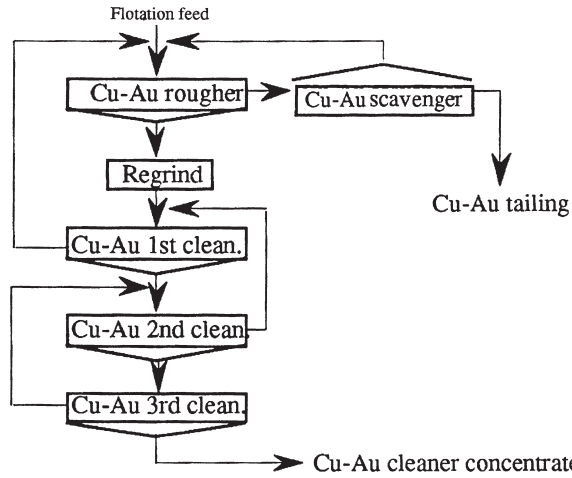 Flotation feed
Cu-Au rougher
Cu-Au scavenger
Regrind
Cu-Au tailing
Cu-Au 1st clean.
Cu-Au 2nd clean.
Cu-Au 3rd clean.
Cu-Au cleaner concentrate